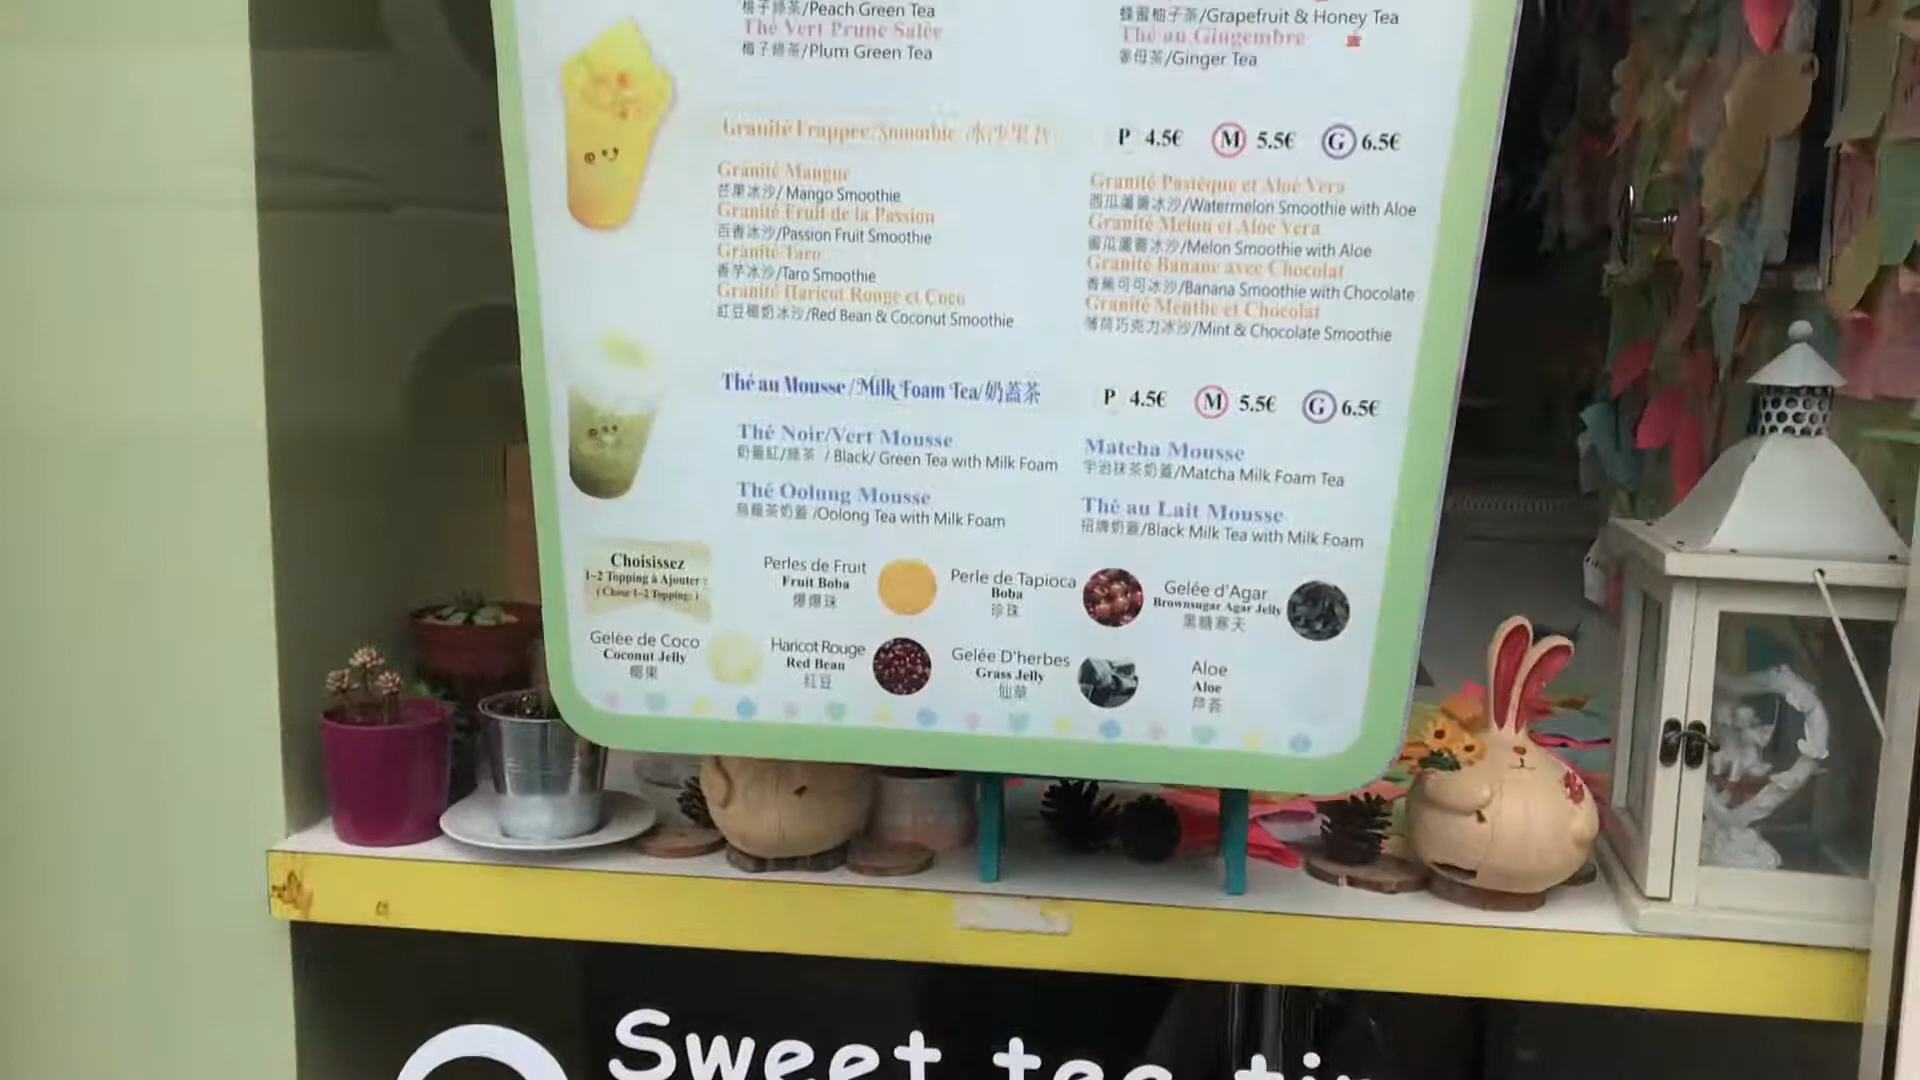 桃子綠茶/Peach Green Tea
Thé Vert Prune Salée
梅子綠茶/Plum Green Tea
蜂蜜柚子茶/Grapefruit & Honey Tea
Thé au Gingembre
薑母茶/Ginger Tea
Granité Frappee/Smoothie
P 4.5€ M 5.5€ G 6.5€
Granité Mangue
芒果冰沙/Mango Smoothie
Granité Fruit de la Passion
百香冰沙/Passion Fruit Smoothie
Granité Taro
香芋冰沙/Taro Smoothie
Granité Haricot Rouge et Coco
紅豆椰奶冰沙/Red Bean & Coconut Smoothie
Granité Pastèque et Aloé Vera
西瓜蘆薈冰沙/Watermelon Smoothie with Aloe
Granité Melon et Aloe Vera
蜜瓜蘆薈冰沙/Melon Smoothie with Aloe
Granité Banane avec Chocolat
香蕉可可冰沙/Banana Smoothie with Chocolate
Granité Menthe et Chocolat
薄荷巧克力冰沙/Mint & Chocolate Smoothie
Thé au Mousse/Milk Foam Tea/奶蓋茶
P 4.5€ M 5.5€ G 6.5€
Thé Noir/Vert Mousse
奶蓋紅/綠茶 / Black/ Green Tea with Milk Foam
Thé Oolung Mousse
烏龍茶奶蓋 /Oolong Tea with Milk Foam
Matcha Mousse
宇治抹茶奶蓋/Matcha Milk Foam Tea
Thé au Lait Mousse
招牌奶蓋/Black Milk Tea with Milk Foam
Choisissez
1~2 Topping à Ajouter :
( Chose 1~2 Topping: )
Perles de Fruit
Fruit Boba
爆爆珠
Perle de Tapioca
Boba
珍珠
Gelée d'Agar
Brownsugar Agar Jelly
黑糖寒天
Gelée de Coco
Coconut Jelly
椰果
Haricot Rouge
Red Bean
紅豆
Gelée D'herbes
Grass Jelly
仙草
Aloe
Aloe
芦荟
Sweet tea